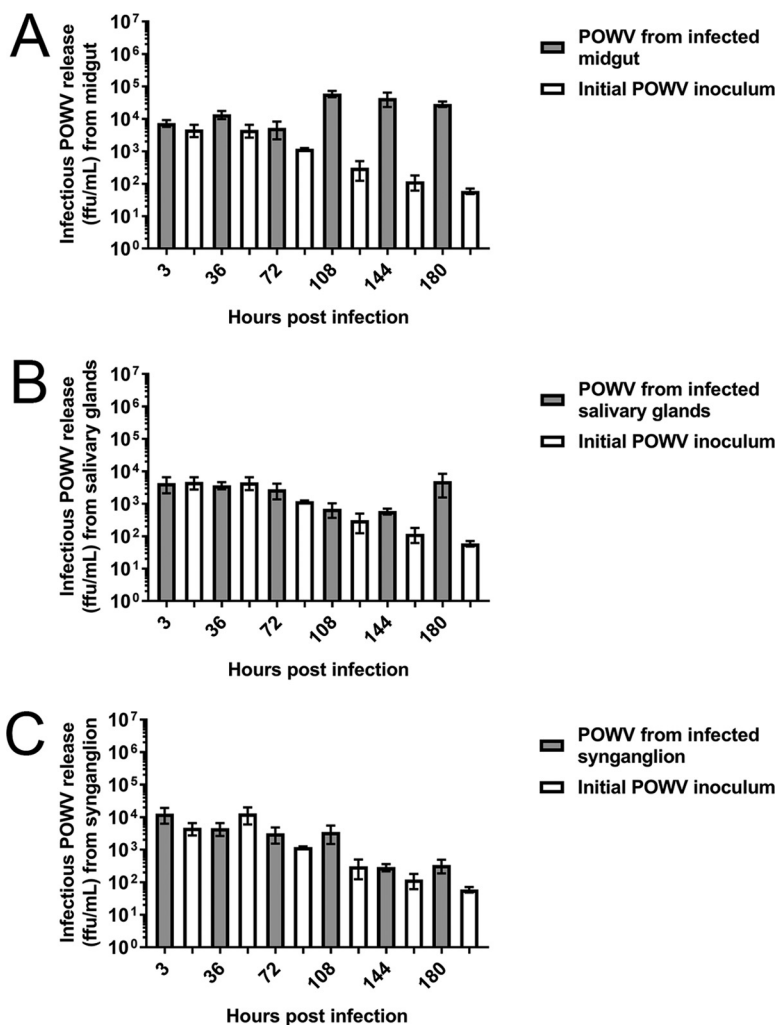 A
Infectious POWV release
(ffu/mL) from midgut
10⁷
10⁶
10⁵
10⁴
10³
10²
10¹
10⁰
3
36
72
108
144
180
Hours post infection
POWV from infected
midgut
Initial POWV inoculum
B
Infectious POWV release
(ffu/mL) from salivary glands
10⁷
10⁶
10⁵
10⁴
10³
10²
10¹
10⁰
3
36
72
108
144
180
Hours post infection
POWV from infected
salivary glands
Initial POWV inoculum
C
Infectious POWV release
(ffu/mL) from synganglion
10⁷
10⁶
10⁵
10⁴
10³
10²
10¹
10⁰
3
36
72
108
144
180
Hours post infection
POWV from infected
synganglion
Initial POWV inoculum